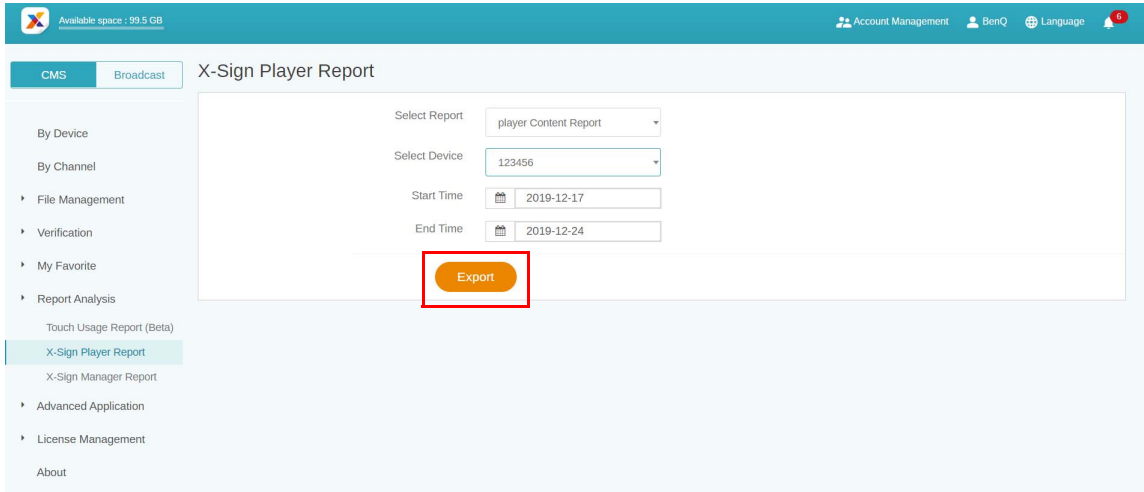 Available space : 99.5 GB
Account Management
BenQ
Language
6
CMS
Broadcast
X-Sign Player Report
By Device
By Channel
File Management
Verification
My Favorite
Report Analysis
Touch Usage Report (Beta)
X-Sign Player Report
X-Sign Manager Report
Advanced Application
License Management
About
Select Report
player Content Report
Select Device
123456
Start Time
2019-12-17
End Time
2019-12-24
Export